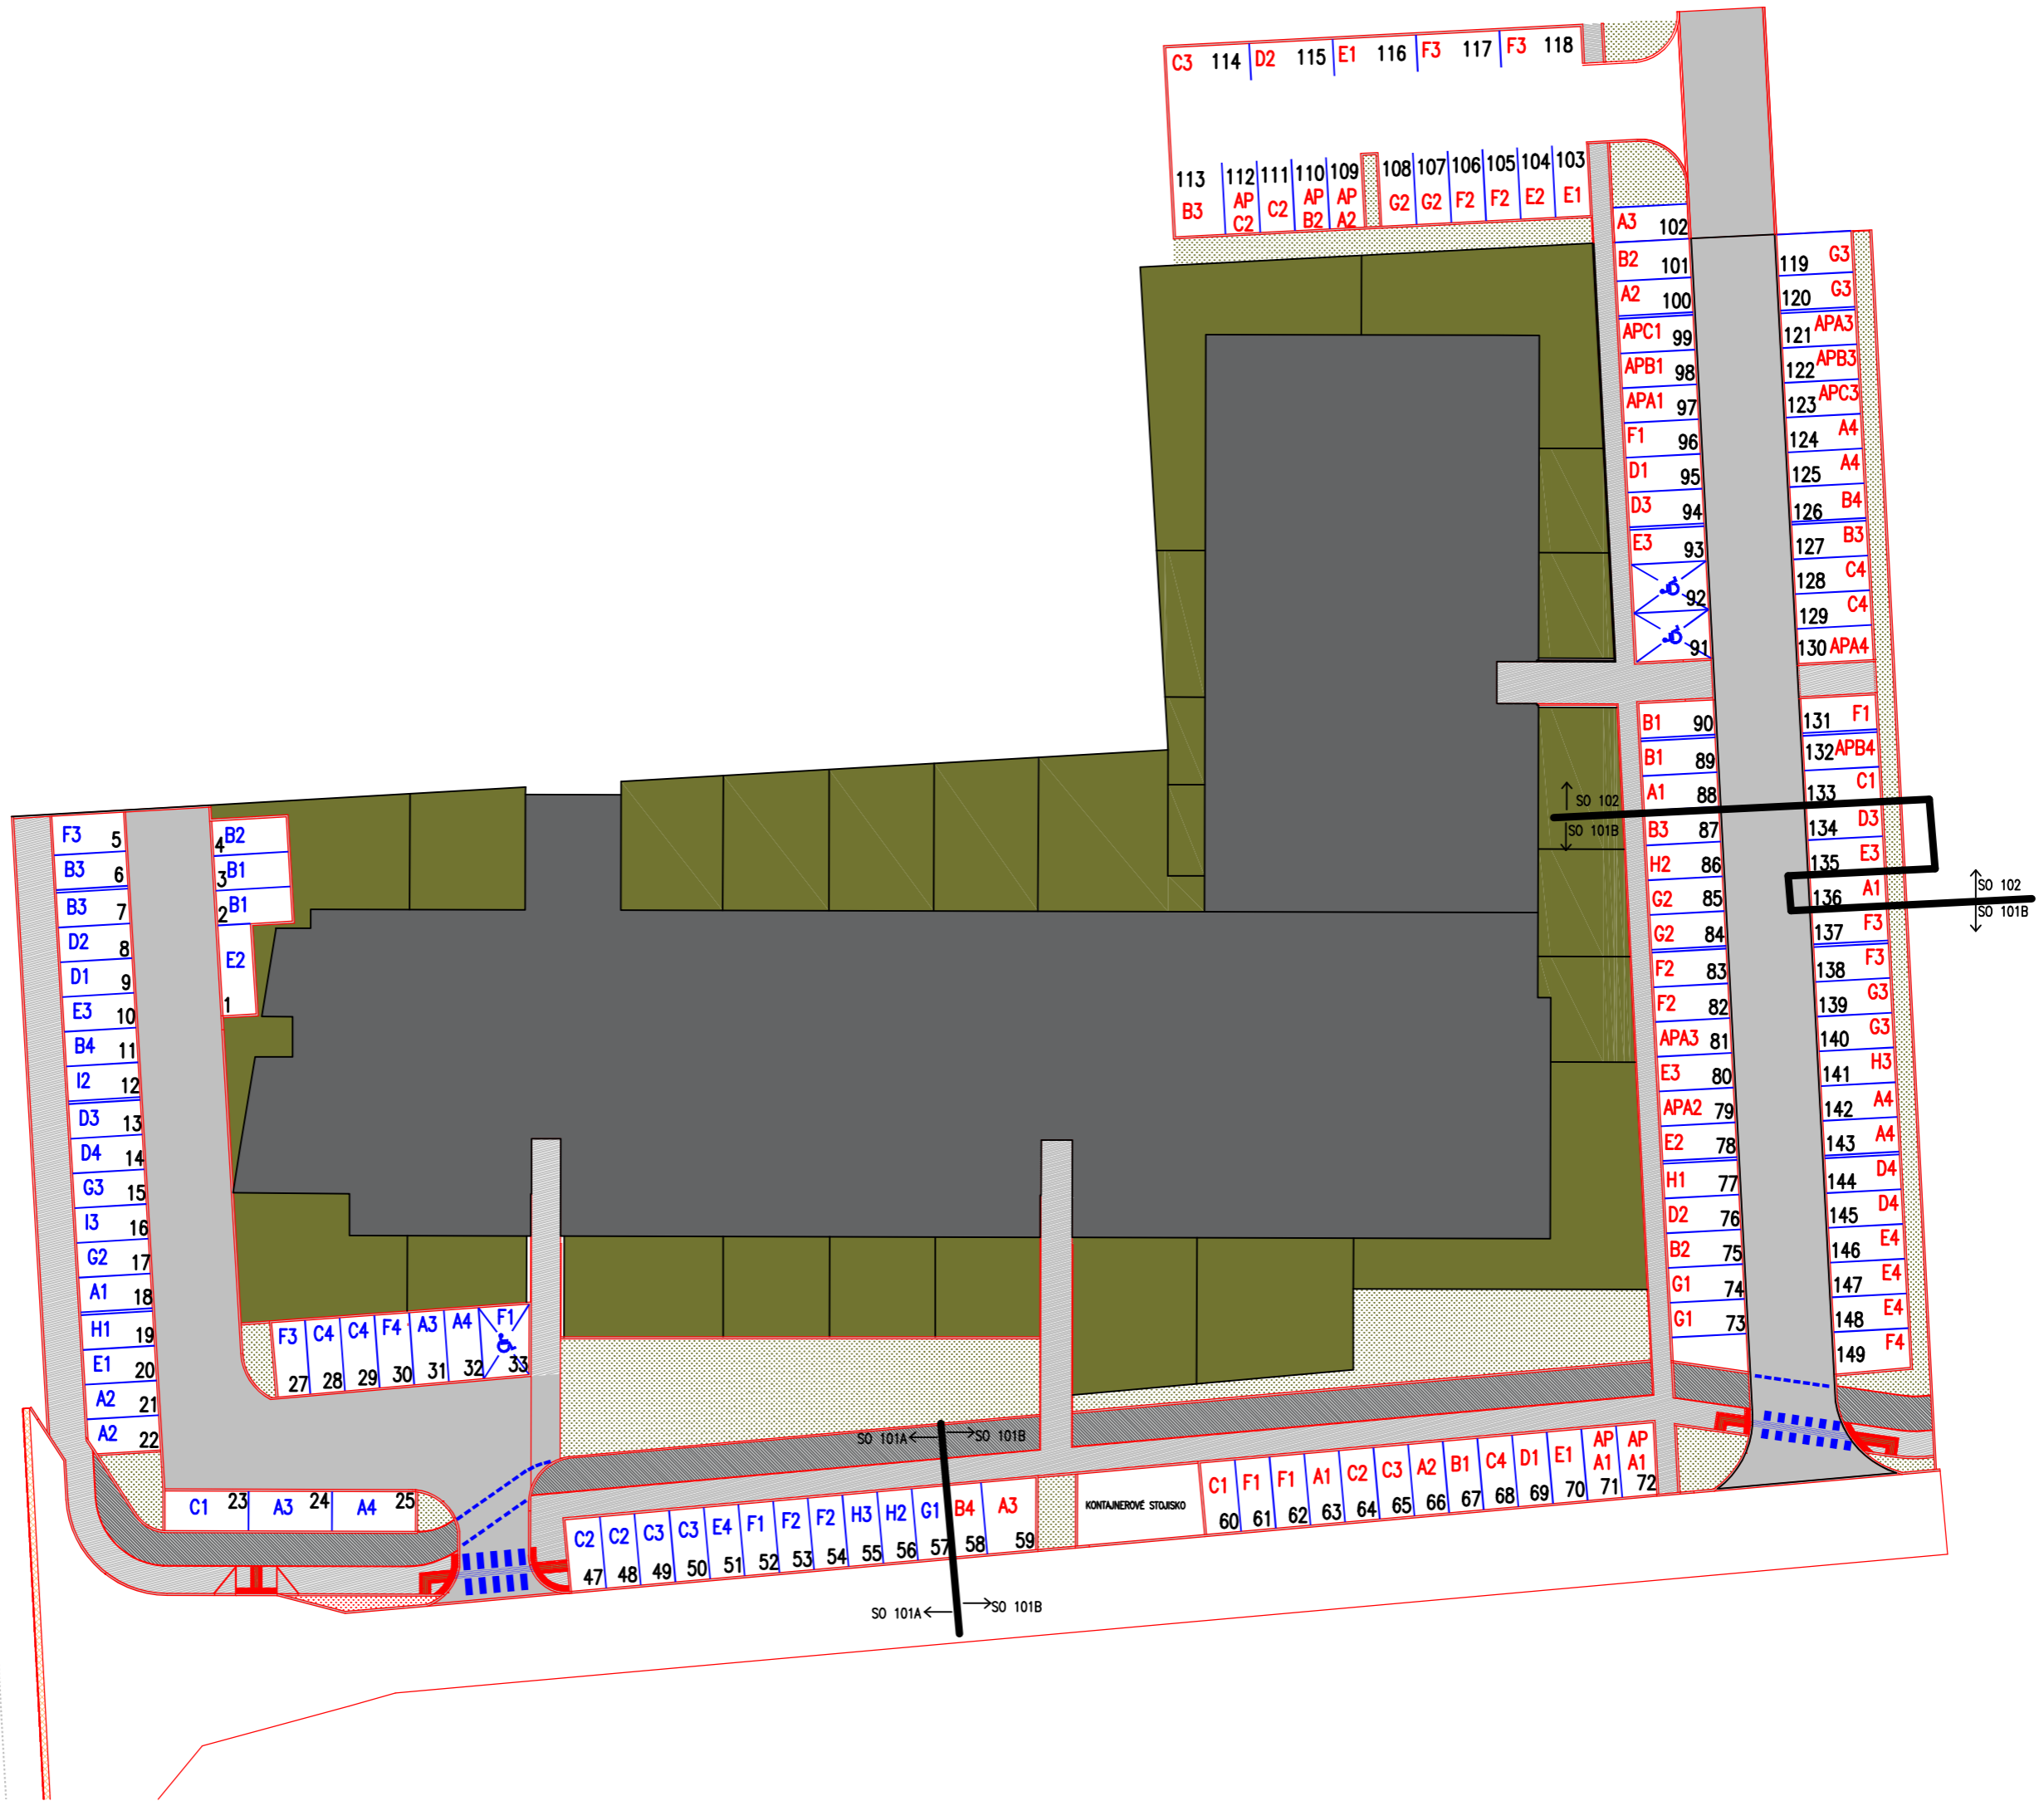 C3 114 D2 115 E1 116 F3 117 F3 118
113 112 111 110 109 108 107 106 105 104 103
B3 AP C2 C2 AP B2 AP A2 G2 G2 F2 F2 E2 E1
A3 102
B2 101
A2 100
APC1 99
APB1 98
APA1 97
F1 96
D1 95
D3 94
E3 93
92
91
B1 90
B1 89
A1 88
B3 87
H2 86
G2 85
G2 84
F2 83
F2 82
APA3 81
E3 80
APA2 79
E2 78
H1 77
D2 76
B2 75
G1 74
G1 73
119 G3
120 G3
121 APA3
122 APB3
123 APC3
124 A4
125 A4
126 B4
127 B3
128 C4
129 C4
130 APA4
131 F1
132 APB4
133 C1
134 D3
135 E3
136 A1
137 F3
138 F3
139 G3
140 G3
141 H3
142 A4
143 A4
144 D4
145 D4
146 E4
147 E4
148 E4
149 F4
SO 102
SO 101B
SO 102
SO 101B
F3 5
B3 6
B3 7
D2 8
D1 9
E3 10
B4 11
I2 12
D3 13
D4 14
G3 15
I3 16
G2 17
A1 18
H1 19
E1 20
A2 21
A2 22
4 B2
3 B1
2 B1
E2
1
F3 C4 C4 F4 A3 A4 F1
27 28 29 30 31 32 33
C1 23 A3 24 A4 25
SO 101A SO 101B
C2 C2 C3 C3 E4 F1 F2 F2 H3 H2 G1 B4 A3
47 48 49 50 51 52 53 54 55 56 57 58 59
KONTAJNEROVÉ STOJISKO
C1 F1 F1 A1 C2 C3 A2 B1 C4 D1 E1 AP A1 AP A1
60 61 62 63 64 65 66 67 68 69 70 71 72
SO 101A SO 101B